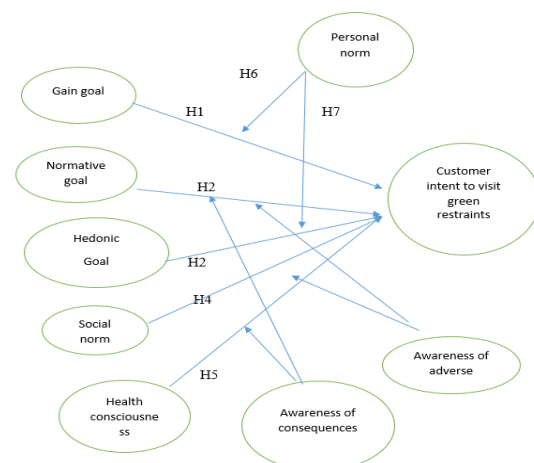 Personal
norm
H6
Gain goal
H1
H7
Normative
goal
H2
Customer
intent to visit
green
restraints
Hedonic
Goal
H2
H4
Social
norm
Awareness of
adverse
H5
Health
consciousne
ss
Awareness of
consequences